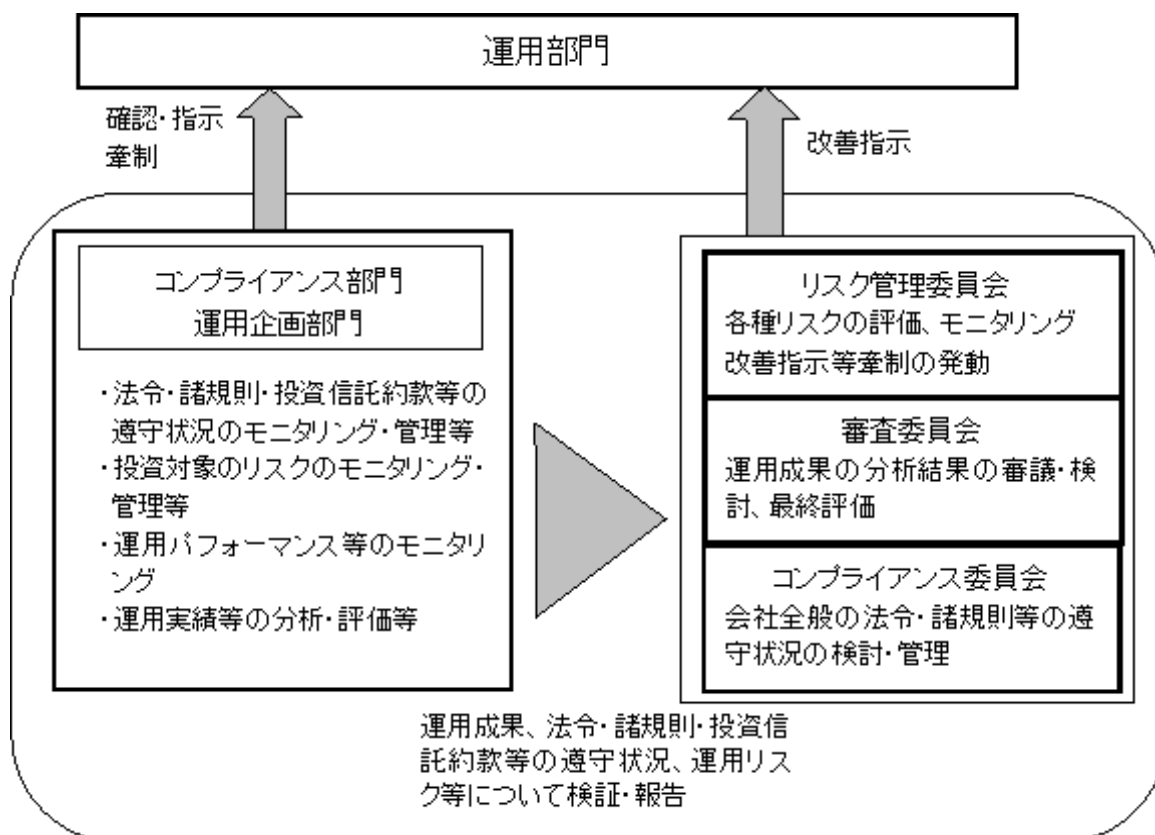 運用部門
確認・指示
牽制
改善指示
コンプライアンス部門
運用企画部門
・法令・諸規則・投資信託約款等の
遵守状況のモニタリング・管理等
・投資対象のリスクのモニタリング・
管理等
・運用パフォーマンス等のモニタリ
ング
・運用実績等の分析・評価等
リスク管理委員会
各種リスクの評価、モニタリング
改善指示等牽制の発動
審査委員会
運用成果の分析結果の審議・検
討、最終評価
コンプライアンス委員会
会社全般の法令・諸規則等の遵
守状況の検討・管理
運用成果、法令・諸規則・投資信
託約款等の遵守状況、運用リス
ク等について検証・報告